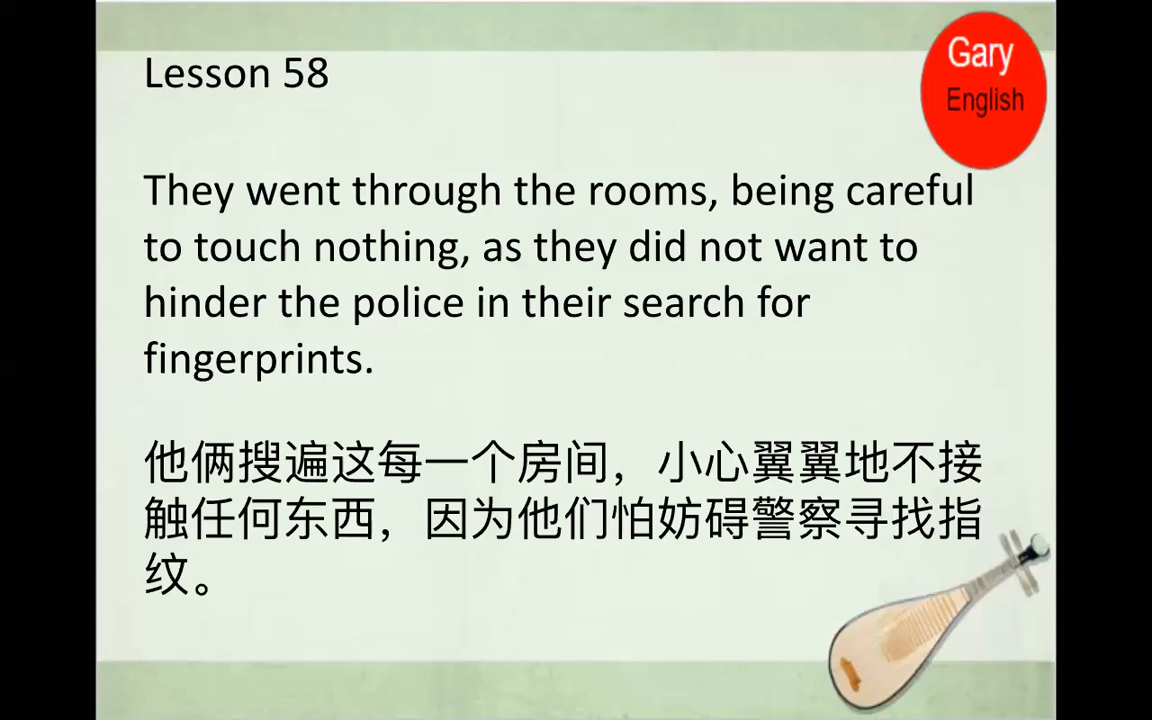 Lesson 58
Gary
English
They went through the rooms, being careful
to touch nothing, as they did not want to
hinder the police in their search for
fingerprints.
他俩搜遍这每一个房间，小心翼翼地不接
触任何东西，因为他们怕妨碍警察寻找指
纹。